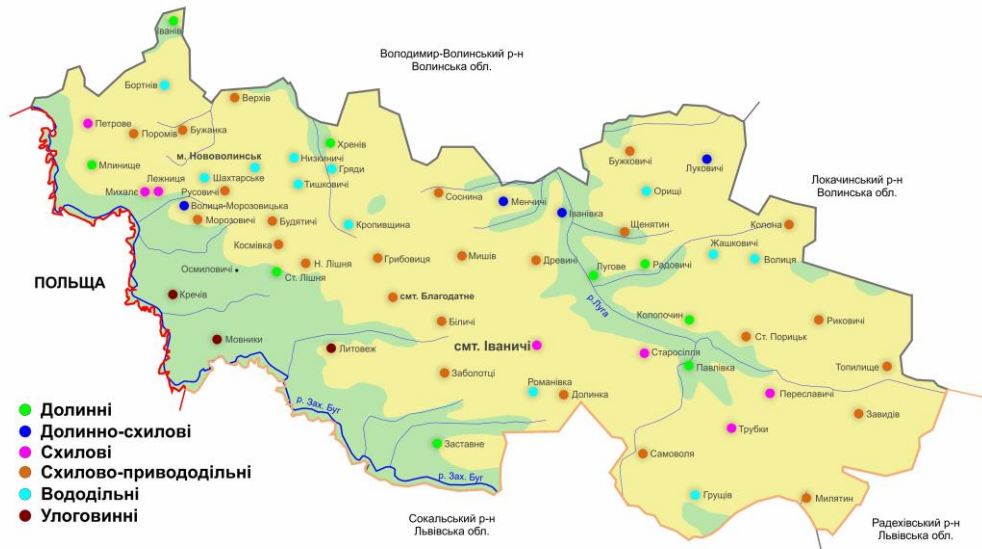 Іванів
Володимир-Волинський р-н
Волинська обл.
Бортнів
Верхів
Петрове
Поромів
Бужанка
Хренів
м. Нововолинськ
Низкиничі
Гряди
Млинище
Лежниця
Шахтарське
Тишковичі
Михалє
Русовичі
Волиця-Морозовицька
Морозовичі
Будятичі
Кропивщина
Соснина
Менчичі
Іванівка
Бужковичі
Луковичі
Орищі
Локачинський р-н
Волинська обл.
Щенятин
Колона
Жашковичі
Волиця
Космівка
Н. Лішня
Грибовиця
Мишів
Древині
Лугове
Радовичі
ПОЛЬЩА
Осмиловичі
Ст. Лішня
Кречів
смт. Благодатне
р.Луга
Колопочин
Риковичі
Біличі
Ст. Порицьк
Мовники
Литовеж
смт. Іваничі
Старосілля
Павлівка
Топилище
Заболотці
Романівка
Долинка
Переславичі
Завидів
р. Зах. Буг
Трубки
Заставне
Самоволя
р. Зах. Буг
Грущів
Милятин
Сокальський р-н
Львівська обл.
Радехівський р-н
Львівська обл.
Долинні
Долинно-схилові
Схилові
Схилово-привододільні
Вододільні
Улоговинні